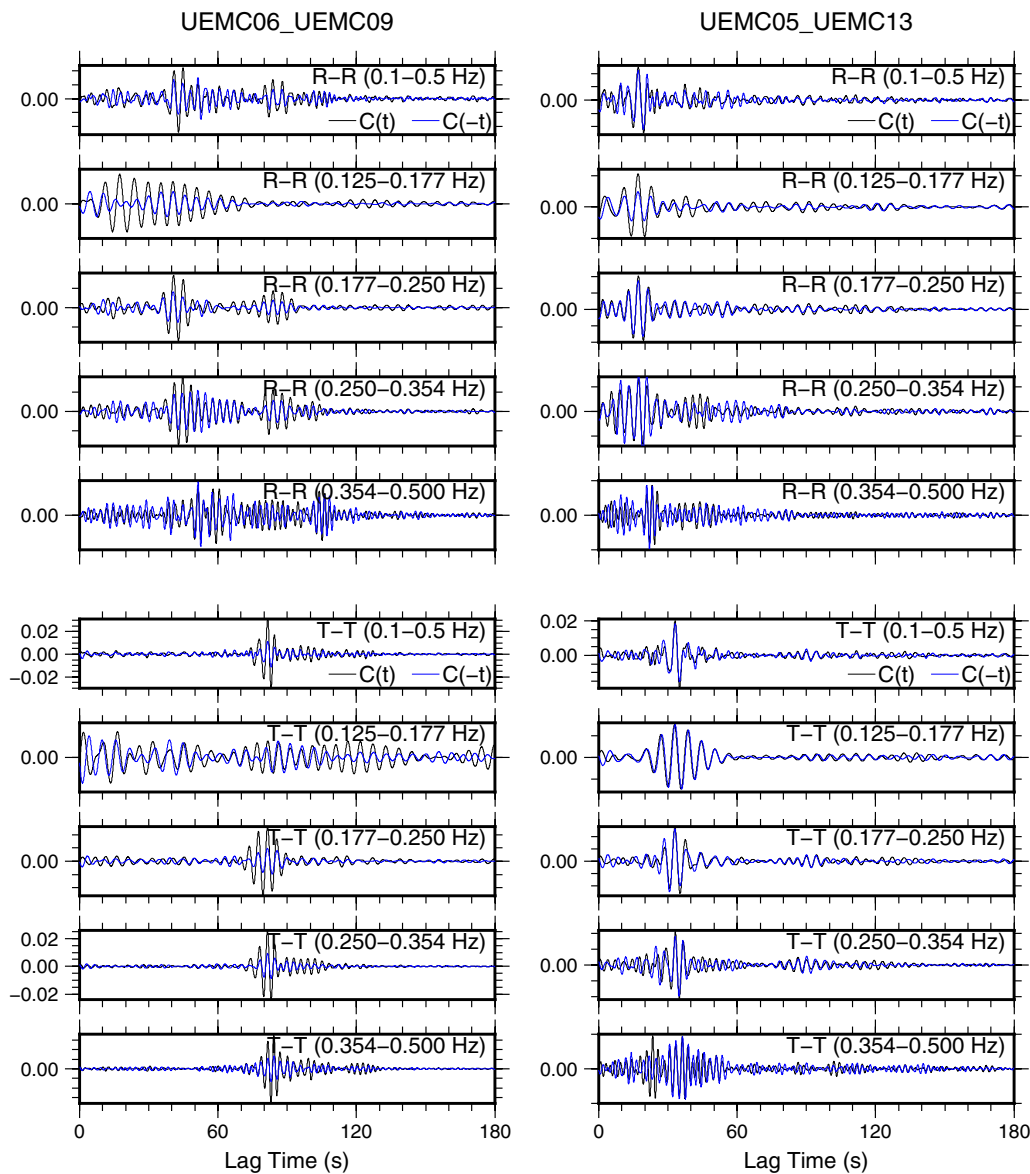 UEMC06_UEMC09 UEMC05_UEMC13
R−R (0.1−0.5 Hz) R−R (0.1−0.5 Hz)
0.00 0.00
C(t) C(−t) C(t) C(−t)
R−R (0.125−0.177 Hz) R−R (0.125−0.177 Hz)
0.00 0.00
R−R (0.177−0.250 Hz) R−R (0.177−0.250 Hz)
0.00 0.00
R−R (0.250−0.354 Hz) R−R (0.250−0.354 Hz)
0.00 0.00
R−R (0.354−0.500 Hz) R−R (0.354−0.500 Hz)
0.00 0.00
0.02 T−T (0.1−0.5 Hz) 0.02 T−T (0.1−0.5 Hz)
0.00 0.00
−0.02 C(t) C(−t) C(t) C(−t)
T−T (0.125−0.177 Hz) T−T (0.125−0.177 Hz)
0.00 0.00
T−T (0.177−0.250 Hz) T−T (0.177−0.250 Hz)
0.00 0.00
0.02 T−T (0.250−0.354 Hz) T−T (0.250−0.354 Hz)
0.00 0.00
−0.02
T−T (0.354−0.500 Hz) T−T (0.354−0.500 Hz)
0.00 0.00
0 60 120 180 0 60 120 180
Lag Time (s) Lag Time (s)